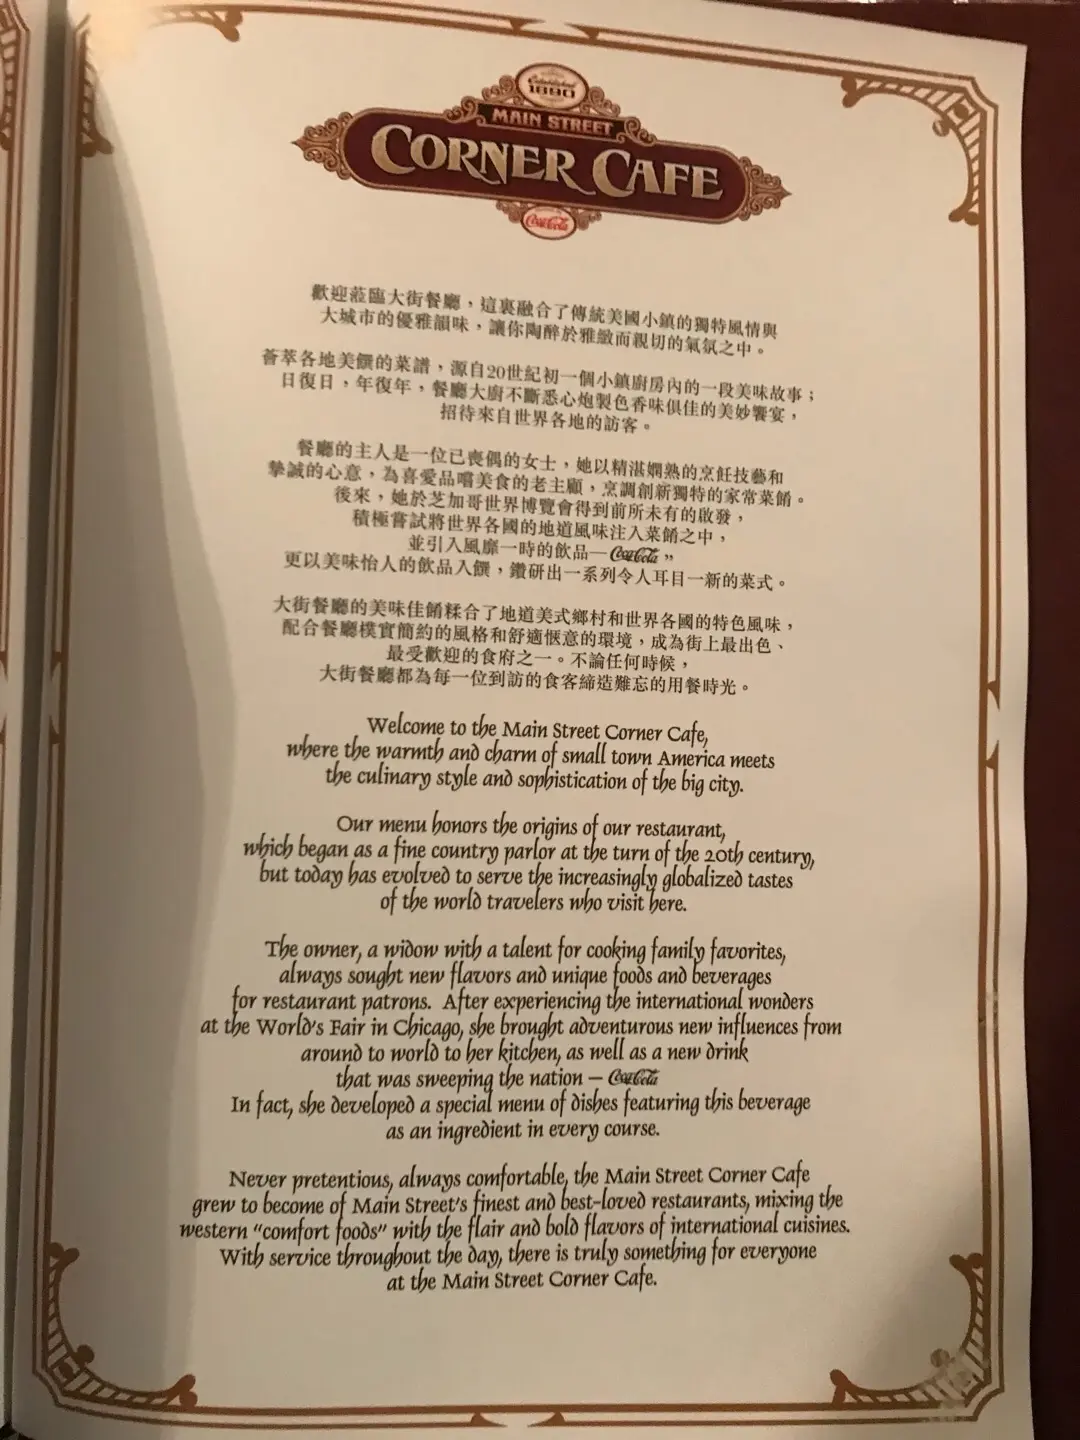 Established
1890
MAIN STREET
CORNER CAFE
Coca-Cola
歡迎蒞臨大街餐廳，這裏融合了傳統美國小鎮的獨特風情與
大城市的優雅韻味，讓你陶醉於雅緻而親切的氣氛之中。
薈萃各地美饌的菜譜，源自20世紀初一個小鎮廚房內的一段美味故事；
日復日，年復年，餐廳大廚不斷悉心炮製色香味俱佳的美妙饗宴，
招待來自世界各地的訪客。
餐廳的主人是一位已喪偶的女士，她以精湛嫻熟的烹飪技藝和
摯誠的心意，為喜愛品嚐美食的老主顧，烹調創新獨特的家常菜餚。
後來，她於芝加哥世界博覽會得到前所未有的啟發，
積極嘗試將世界各國的地道風味注入菜餚之中，
並引入風靡一時的飲品—Coca-Cola”
更以美味怡人的飲品入饌，鑽研出一系列令人耳目一新的菜式。
大街餐廳的美味佳餚糅合了地道美式鄉村和世界各國的特色風味，
配合餐廳樸實簡約的風格和舒適愜意的環境，成為街上最出色、
最受歡迎的食府之一。不論任何時候，
大街餐廳都為每一位到訪的食客締造難忘的用餐時光。
Welcome to the Main Street Corner Cafe,
where the warmth and charm of small town America meets
the culinary style and sophistication of the big city.
Our menu honors the origins of our restaurant,
which began as a fine country parlor at the turn of the 20th century,
but today has evolved to serve the increasingly globalized tastes
of the world travelers who visit here.
The owner, a widow with a talent for cooking family favorites,
always sought new flavors and unique foods and beverages
for restaurant patrons. After experiencing the international wonders
at the World's Fair in Chicago, she brought adventurous new influences from
around to world to her kitchen, as well as a new drink
that was sweeping the nation — Coca-Cola
In fact, she developed a special menu of dishes featuring this beverage
as an ingredient in every course.
Never pretentious, always comfortable, the Main Street Corner Cafe
grew to become of Main Street's finest and best-loved restaurants, mixing the
western "comfort foods" with the flair and bold flavors of international cuisines.
With service throughout the day, there is truly something for everyone
at the Main Street Corner Cafe.